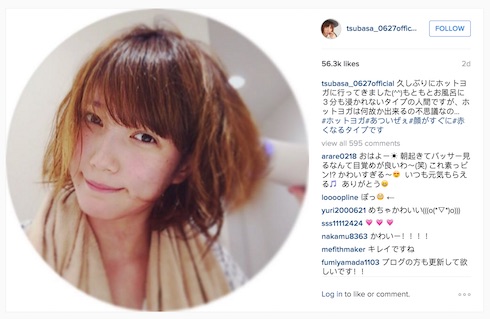 tsubasa_0627offic...
FOLLOW
56.3k likes
2d
tsubasa_0627official 久しぶりにホットヨ
ガに行ってきました(^^)もともとお風呂に
3分も浸かれないタイプの人間ですが、ホ
ットヨガは何故か出来るの不思議なの...
#ホットヨガ#あついぜぇ#顔がすぐに#赤
くなるタイプです
view all 595 comments
arare0218 おはよー☀ 朝起きてバッサー見
るなんて目覚めが良いわ〜(笑) これ素っピ
ン!? かわいすぎる〜😍 いつも元気もらえ
る🎵 ありがとう😊
loooopline ぽっ😳 ←
yuri2000621 めちゃかわいい)))o(*▽*)o)))
sss11112424 💗 💗 💗
nakamu8363 かわいー！！！！
mefithmaker キレイですね
fumiyamada1103 ブログの方も更新して欲
しいです！！
Log in to like or comment.